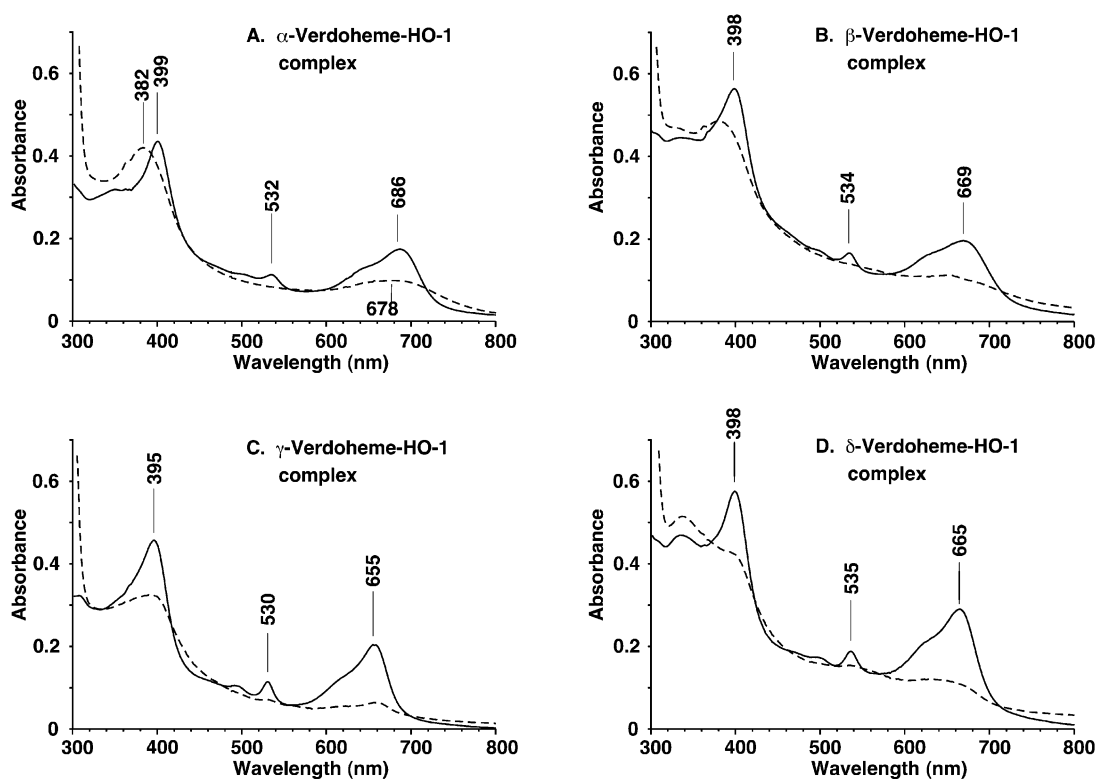 A. α-Verdoheme-HO-1
complex
382
399
532
686
678
Absorbance
0.6
0.4
0.2
0
300 400 500 600 700 800
Wavelength (nm)
B. β-Verdoheme-HO-1
complex
398
534
669
Absorbance
0.6
0.4
0.2
0
300 400 500 600 700 800
Wavelength (nm)
C. γ-Verdoheme-HO-1
complex
395
530
655
Absorbance
0.6
0.4
0.2
0
300 400 500 600 700 800
Wavelength (nm)
D. δ-Verdoheme-HO-1
complex
398
535
665
Absorbance
0.6
0.4
0.2
0
300 400 500 600 700 800
Wavelength (nm)